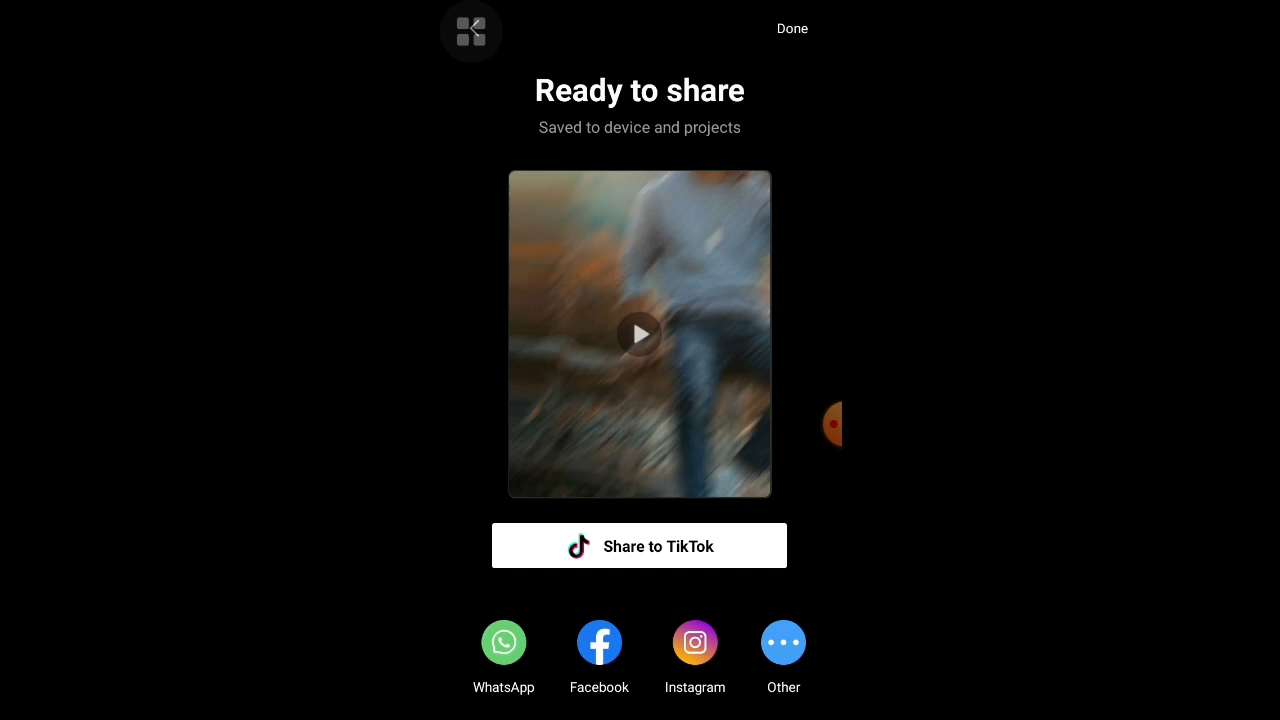 Done
Ready to share
Saved to device and projects
Share to TikTok
WhatsApp
Facebook
Instagram
Other